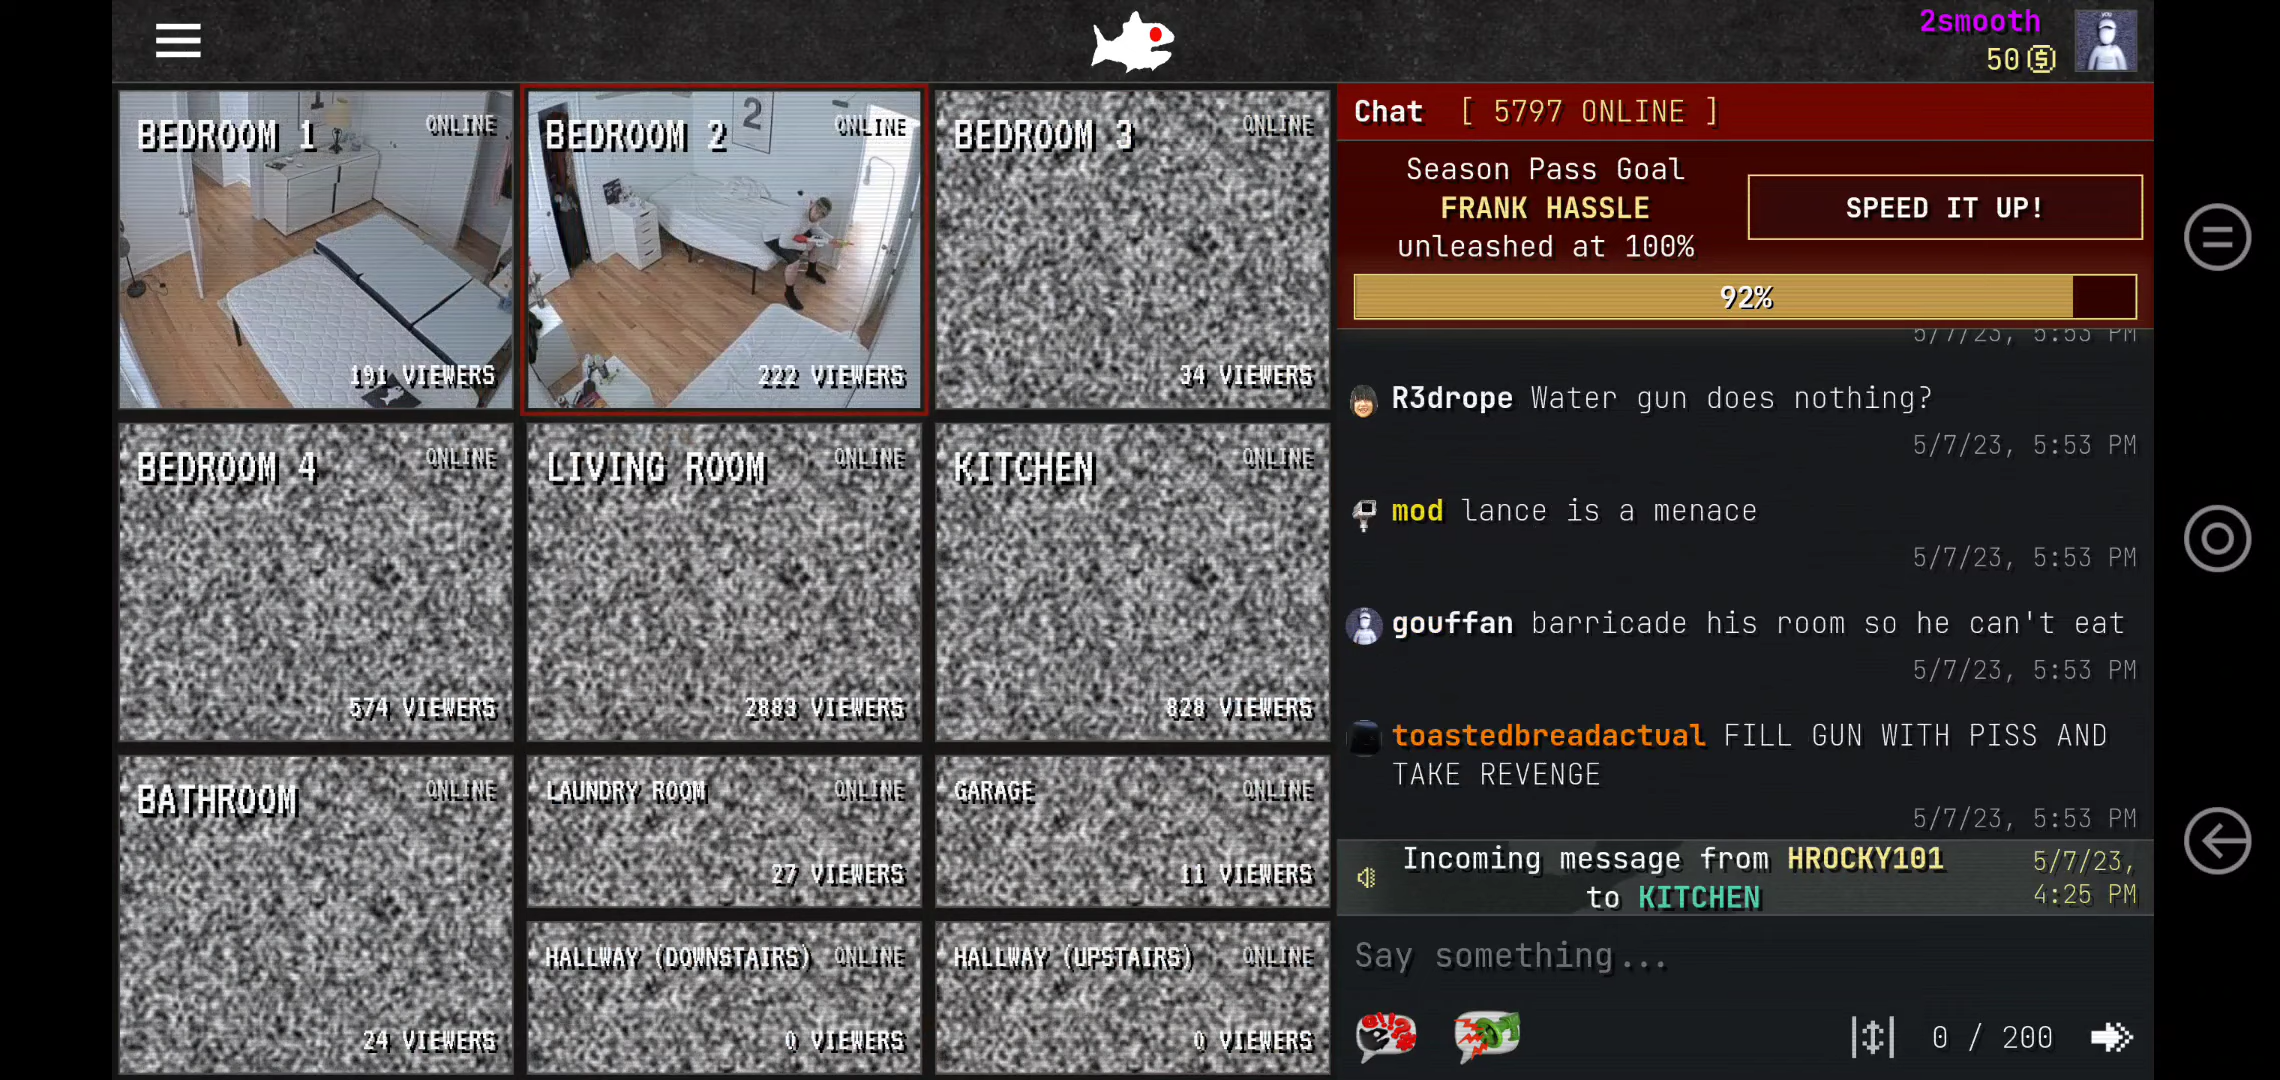 2smooth
50
BEDROOM 1 ONLINE
191 VIEWERS
BEDROOM 2 ONLINE
2
222 VIEWERS
BEDROOM 3 ONLINE
34 VIEWERS
BEDROOM 4 ONLINE
574 VIEWERS
LIVING ROOM ONLINE
2883 VIEWERS
KITCHEN ONLINE
828 VIEWERS
BATHROOM ONLINE
24 VIEWERS
LAUNDRY ROOM ONLINE
27 VIEWERS
GARAGE ONLINE
11 VIEWERS
HALLWAY (DOWNSTAIRS) ONLINE
0 VIEWERS
HALLWAY (UPSTAIRS) ONLINE
0 VIEWERS
Chat [ 5797 ONLINE ]
Season Pass Goal
FRANK HASSLE
unleashed at 100%
SPEED IT UP!
92%
5/7/23, 5:53 PM
R3drope Water gun does nothing?
5/7/23, 5:53 PM
mod lance is a menace
5/7/23, 5:53 PM
gouffan barricade his room so he can't eat
5/7/23, 5:53 PM
toastedbreadactual FILL GUN WITH PISS AND
TAKE REVENGE
5/7/23, 5:53 PM
Incoming message from HROCKY101
to KITCHEN
5/7/23,
4:25 PM
Say something...
0 / 200